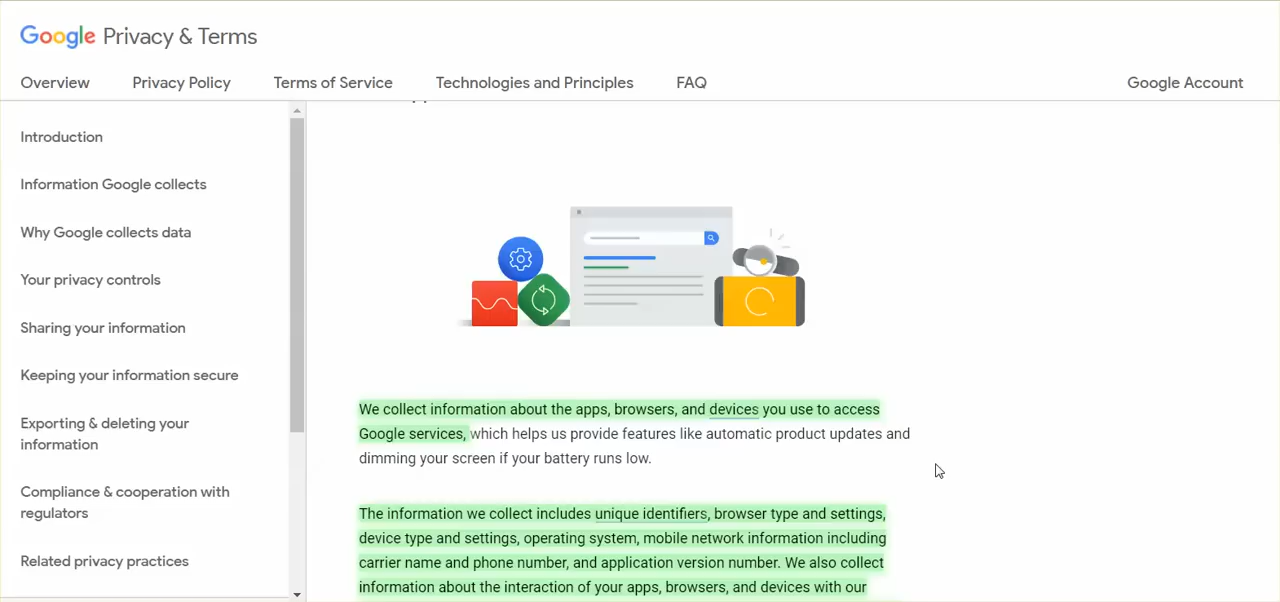 Google Privacy & Terms
Overview
Privacy Policy
Terms of Service
Technologies and Principles
FAQ
Google Account
Introduction
Information Google collects
Why Google collects data
Your privacy controls
Sharing your information
Keeping your information secure
Exporting & deleting your
information
Compliance & cooperation with
regulators
Related privacy practices
We collect information about the apps, browsers, and devices you use to access
Google services, which helps us provide features like automatic product updates and
dimming your screen if your battery runs low.
The information we collect includes unique identifiers, browser type and settings,
device type and settings, operating system, mobile network information including
carrier name and phone number, and application version number. We also collect
information about the interaction of your apps, browsers, and devices with our